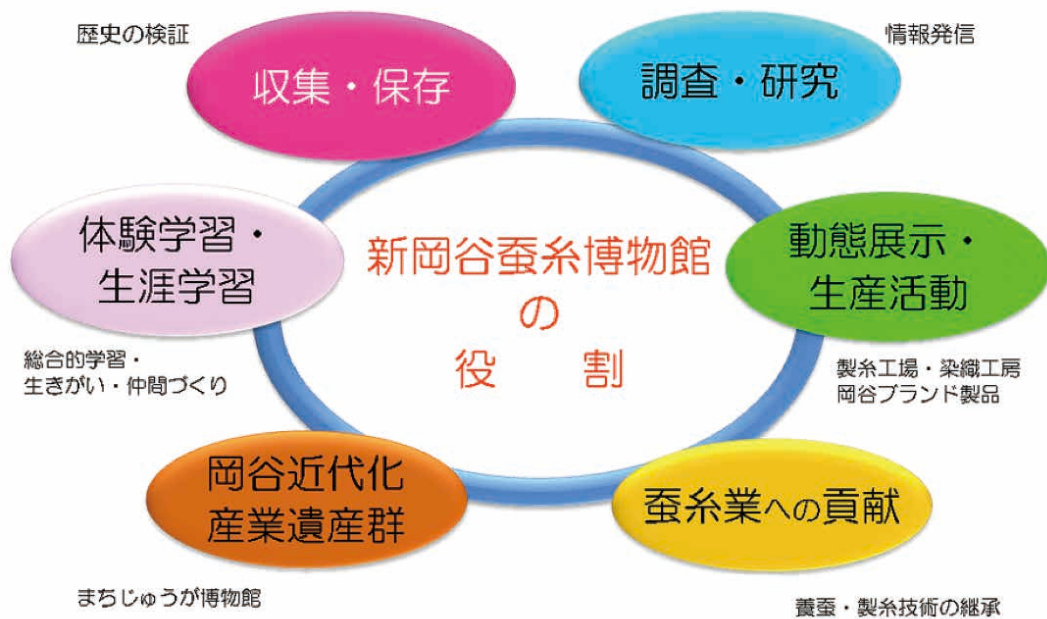 歴史の検証
収集・保存
調査・研究
情報発信
体験学習・
生涯学習
総合的学習・
生きがい・仲間づくり
新岡谷蚕糸博物館
の
役　割
動態展示・
生産活動
製糸工場・染織工房
岡谷ブランド製品
岡谷近代化
産業遺産群
まちじゅうが博物館
蚕糸業への貢献
養蚕・製糸技術の継承